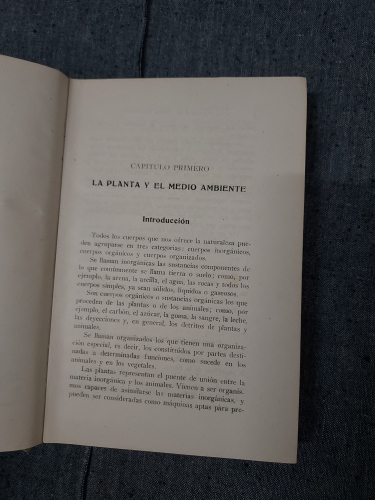 CAPITULO PRIMERO
LA PLANTA Y EL MEDIO AMBIENTE
Introducción
Todos los cuerpos que nos ofrece la naturaleza pue-
den agruparse en tres categorías: cuerpos inorgánicos,
cuerpos orgánicos y cuerpos organizados.
Se llaman inorgánicas las sustancias componentes de
lo que comúnmente se llama tierra o suelo; como, por
ejemplo, la arena, la arcilla, el agua, las rocas y todos los
cuerpos simples, ya sean sólidos, líquidos o gaseosos.
Son cuerpos orgánicos o sustancias orgánicas los que
proceden de las plantas o de los animales; como, por
ejemplo, el carbón, el azúcar, la goma, la sangre, la leche,
las deyecciones y, en general, los detritos de plantas y
animales.
Se llaman organizados los que tienen una organiza-
ción especial, es decir, los constituidos por partes desti-
nadas a determinadas funciones, como sucede en los
animales y en los vegetales.
Las plantas representan el puente de unión entre la
materia inorgánica y los animales. Vienen a ser organis-
mos capaces de asimilarse las materias inorgánicas, y
pueden ser consideradas como máquinas aptas para pre-